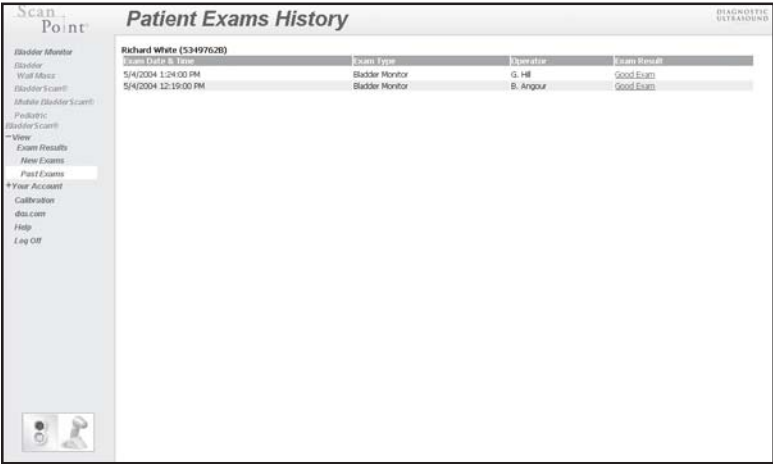 Scan
Point
Patient Exams History
DIAGNOSTIC
ULTRASOUND
Bladder Monitor
Bladder
Wall Mass
BladderScan®
Mobile BladderScan®
Pediatric
BladderScan®
−View
Exam Results
New Exams
Past Exams
+Your Account
Calibration
dxu.com
Help
Log Off
Richard White (5349762B)
Exam Date & Time Exam Type Operator Exam Result
5/4/2004 1:24:00 PM Bladder Monitor G. Hill Good Exam
5/4/2004 12:19:00 PM Bladder Monitor B. Angour Good Exam